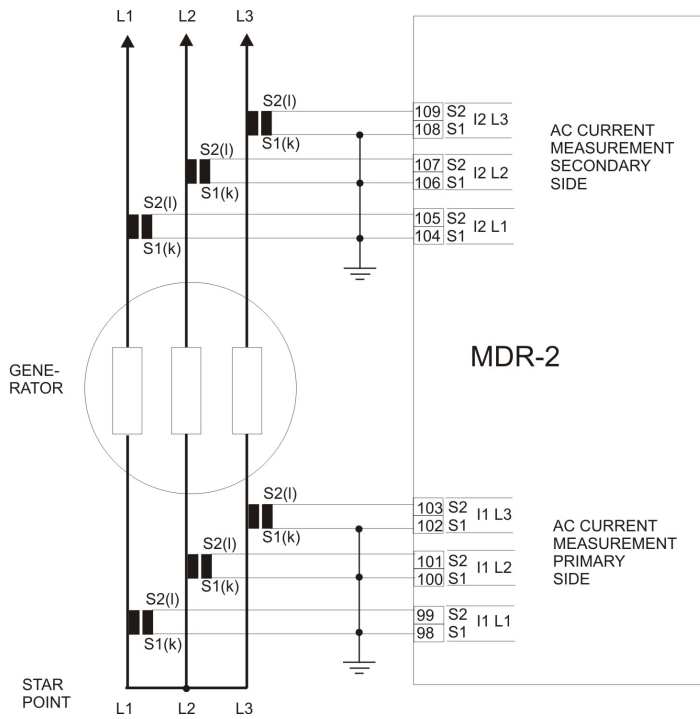 L1 L2 L3
S2(l)
S1(k)
109 S2 I2 L3
108 S1
S2(l)
S1(k)
107 S2 I2 L2
106 S1
S2(l)
S1(k)
105 S2 I2 L1
104 S1
AC CURRENT
MEASUREMENT
SECONDARY
SIDE
GENE-
RATOR
MDR-2
S2(l)
S1(k)
103 S2 I1 L3
102 S1
S2(l)
S1(k)
101 S2 I1 L2
100 S1
S2(l)
S1(k)
99 S2 I1 L1
98 S1
AC CURRENT
MEASUREMENT
PRIMARY
SIDE
STAR
POINT
L1 L2 L3